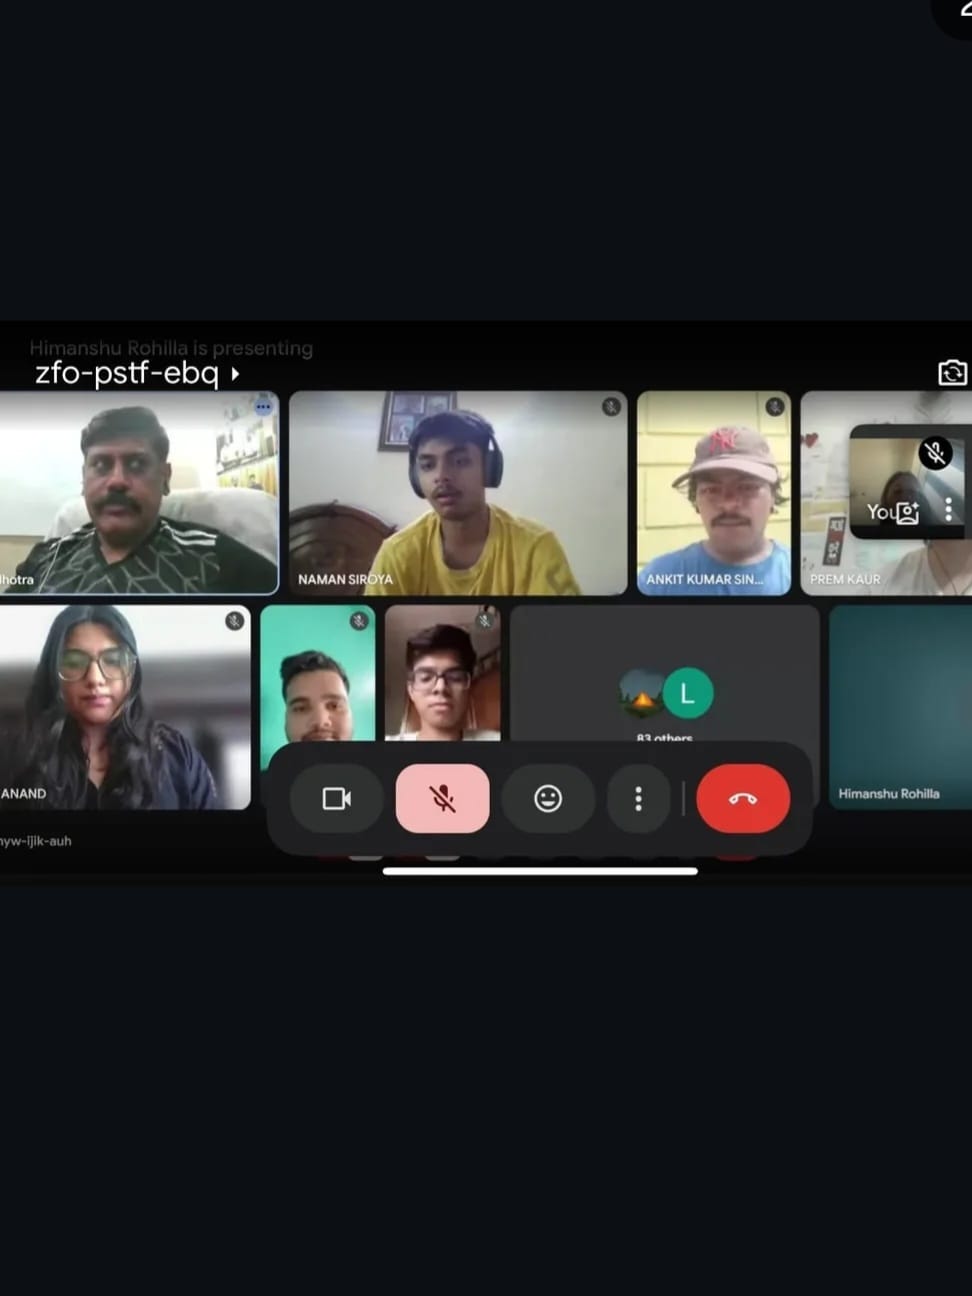 Himanshu Rohilla is presenting
zfo-pstf-ebq
lhotra
NAMAN SIROYA
ANKIT KUMAR SIN...
PREM KAUR
You
ANAND
L
83 others
Himanshu Rohilla
nyw-ijik-auh